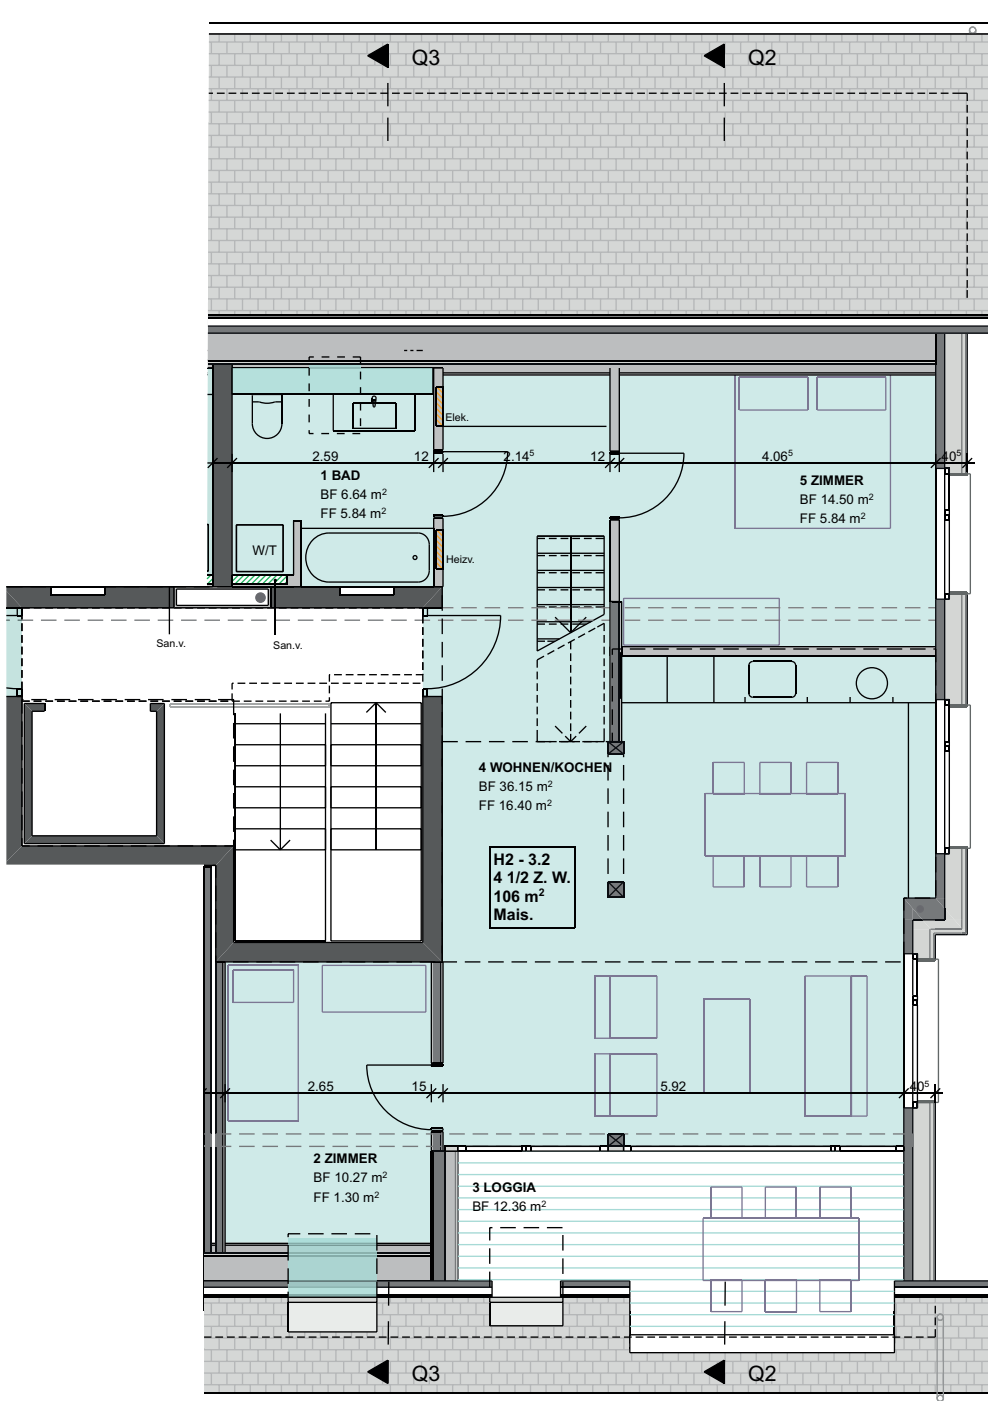 Q3
Q2
Elek.
2.59
12
2.14⁵
12
4.06⁵
40⁵
1 BAD
BF 6.64 m²
FF 5.84 m²
5 ZIMMER
BF 14.50 m²
FF 5.84 m²
W/T
Heizv.
San.v.
San.v.
4 WOHNEN/KOCHEN
BF 36.15 m²
FF 16.40 m²
H2 - 3.2
4 1/2 Z. W.
106 m²
Mais.
2.65
15
5.92
40⁵
2 ZIMMER
BF 10.27 m²
FF 1.30 m²
3 LOGGIA
BF 12.36 m²
Q3
Q2